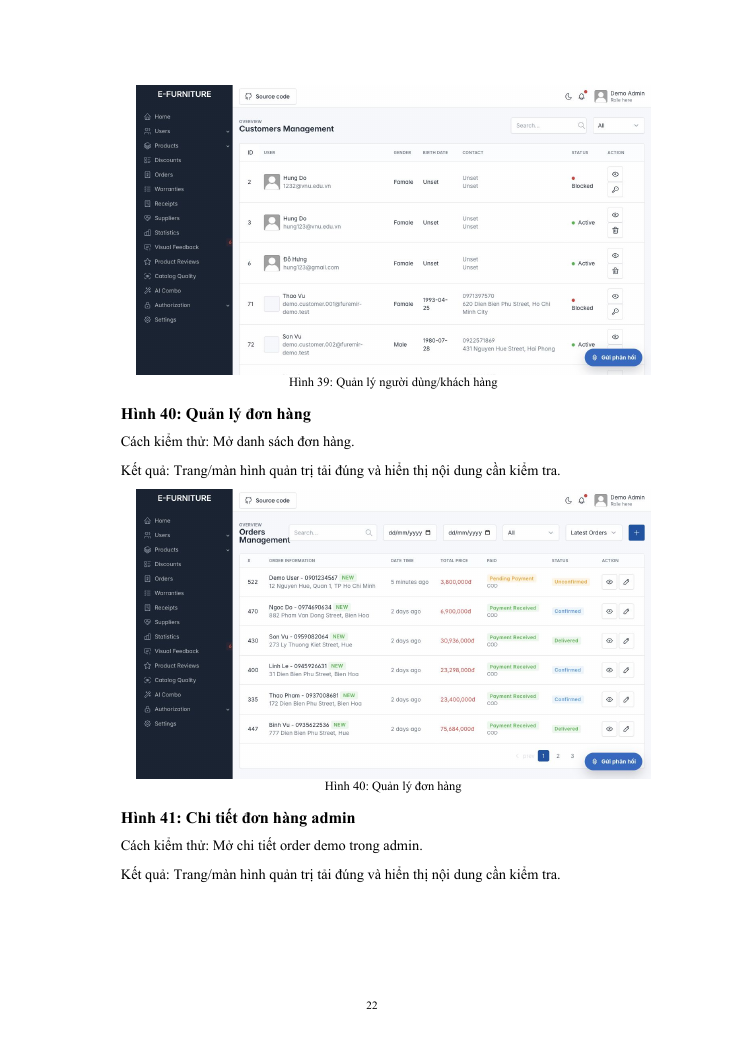 E-FURNITURE
Source code
Demo Admin
Role here
Home
Users
Products
Discounts
Orders
Warranties
Receipts
Suppliers
Statistics
Visual Feedback
Product Reviews
Catalog Quality
AI Combo
Authorization
Settings
OVERVIEW
Customers Management
Search...
All
ID USER GENDER BIRTH DATE CONTACT STATUS ACTION
2 Hung Do Female Unset Unset Blocked
1232@vnu.edu.vn Unset
3 Hung Do Female Unset Unset Active
hung123@vnu.edu.vn Unset
6 Đỗ Hưng Female Unset Unset Active
hung123@gmail.com Unset
71 Thao Vu Female 1993-04-25 0971397570 Blocked
demo.customer.001@furemir-demo.test 620 Dien Bien Phu Street, Ho Chi Minh City
72 Son Vu Male 1980-07-28 0922571869 Active
demo.customer.002@furemir-demo.test 431 Nguyen Hue Street, Hai Phong
Gửi phản hồi
Hình 39: Quản lý người dùng/khách hàng
Hình 40: Quản lý đơn hàng
Cách kiểm thử: Mở danh sách đơn hàng.
Kết quả: Trang/màn hình quản trị tải đúng và hiển thị nội dung cần kiểm tra.
E-FURNITURE
Source code
Demo Admin
Role here
Home
Users
Products
Discounts
Orders
Warranties
Receipts
Suppliers
Statistics
Visual Feedback
Product Reviews
Catalog Quality
AI Combo
Authorization
Settings
OVERVIEW
Orders Management
Search...
dd/mm/yyyy
dd/mm/yyyy
All
Latest Orders
+
# ORDER INFORMATION DATE TIME TOTAL PRICE PAID STATUS ACTION
522 Demo User - 0901234567 NEW 5 minutes ago 3,800,000đ Pending Payment Unconfirmed
12 Nguyen Hue, Quan 1, TP Ho Chi Minh COD
470 Ngoc Do - 0974690634 NEW 2 days ago 6,900,000đ Payment Received Confirmed
882 Pham Van Dong Street, Bien Hoa COD
430 Son Vu - 0959082064 NEW 2 days ago 30,936,000đ Payment Received Delivered
273 Ly Thuong Kiet Street, Hue COD
400 Linh Le - 0945926631 NEW 2 days ago 23,298,000đ Payment Received Confirmed
31 Dien Bien Phu Street, Bien Hoa COD
335 Thao Pham - 0937008681 NEW 2 days ago 23,400,000đ Payment Received Confirmed
172 Dien Bien Phu Street, Bien Hoa COD
447 Binh Vu - 0935622536 NEW 2 days ago 75,684,000đ Payment Received Delivered
777 Dien Bien Phu Street, Hue COD
1 2 3
Gửi phản hồi
Hình 40: Quản lý đơn hàng
Hình 41: Chi tiết đơn hàng admin
Cách kiểm thử: Mở chi tiết order demo trong admin.
Kết quả: Trang/màn hình quản trị tải đúng và hiển thị nội dung cần kiểm tra.
22